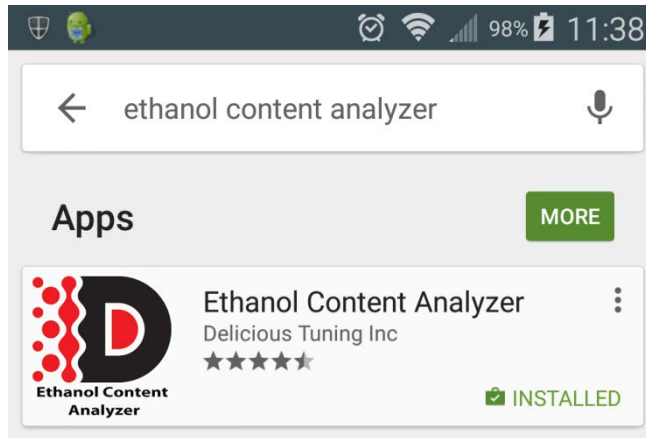 98% 11:38
ethanol content analyzer
Apps
MORE
Ethanol Content Analyzer
Delicious Tuning Inc
D
Ethanol Content
Analyzer
INSTALLED